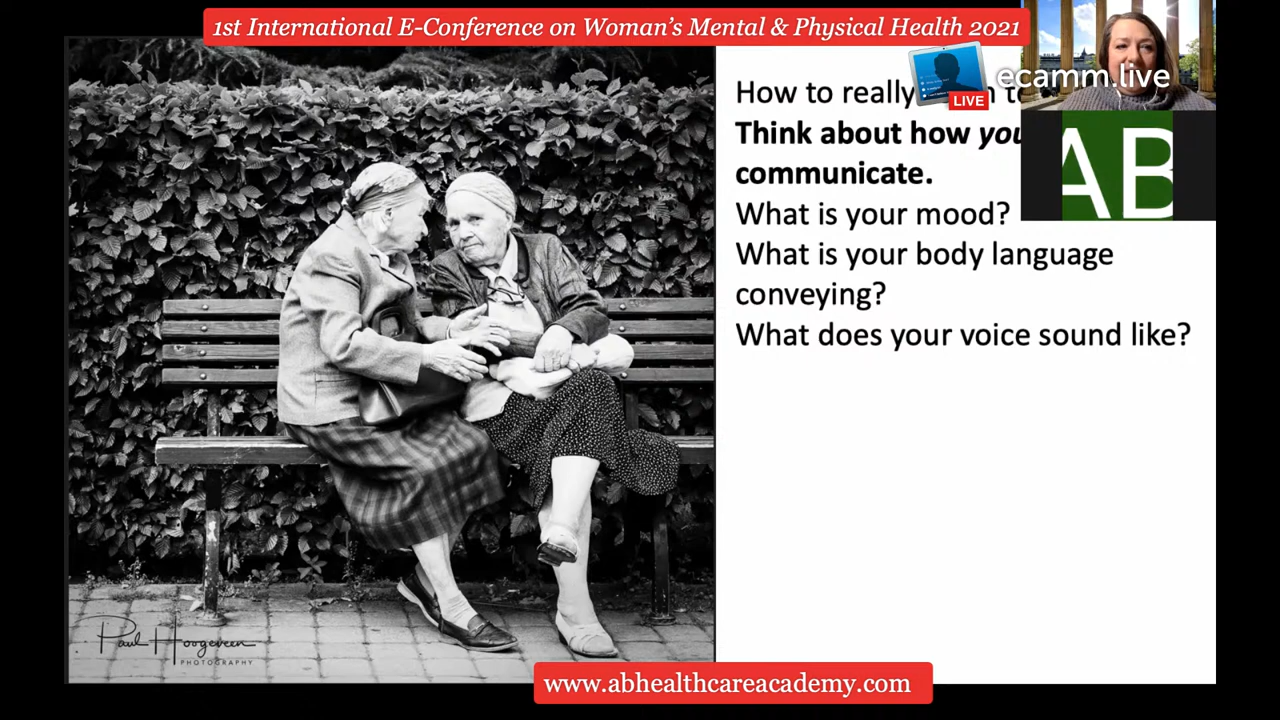 1st International E-Conference on Woman's Mental & Physical Health 2021
ecamm.live
LIVE
AB
How to really
Think about how you
communicate.
What is your mood?
What is your body language
conveying?
What does your voice sound like?
Paul Hoogeveen
PHOTOGRAPHY
www.abhealthcareacademy.com